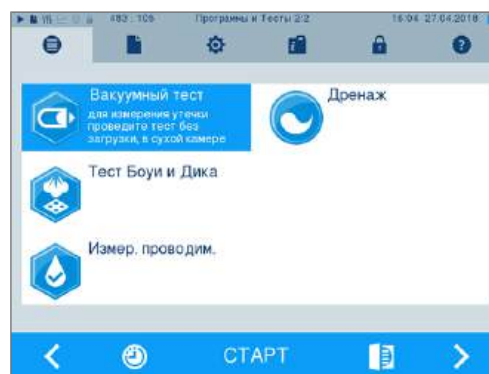 483 : 105 Программы и Тесты 2:2 16:04 27.04.2018
Вакуумный тест
для измерения утечки
проведите тест без
загрузки, в сухой камере
Дренаж
Тест Боуи и Дика
Измер. проводим.
СТАРТ